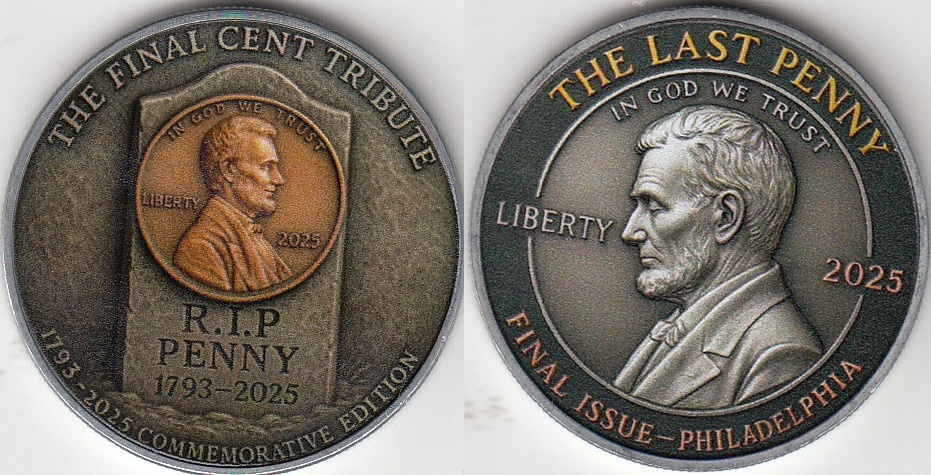 THE FINAL CENT TRIBUTE
IN GOD WE TRUST
LIBERTY
2025
R.I.P
PENNY
1793-2025
1793-2025 COMMEMORATIVE EDITION
THE LAST PENNY
IN GOD WE TRUST
LIBERTY
2025
FINAL ISSUE-PHILADELPHIA